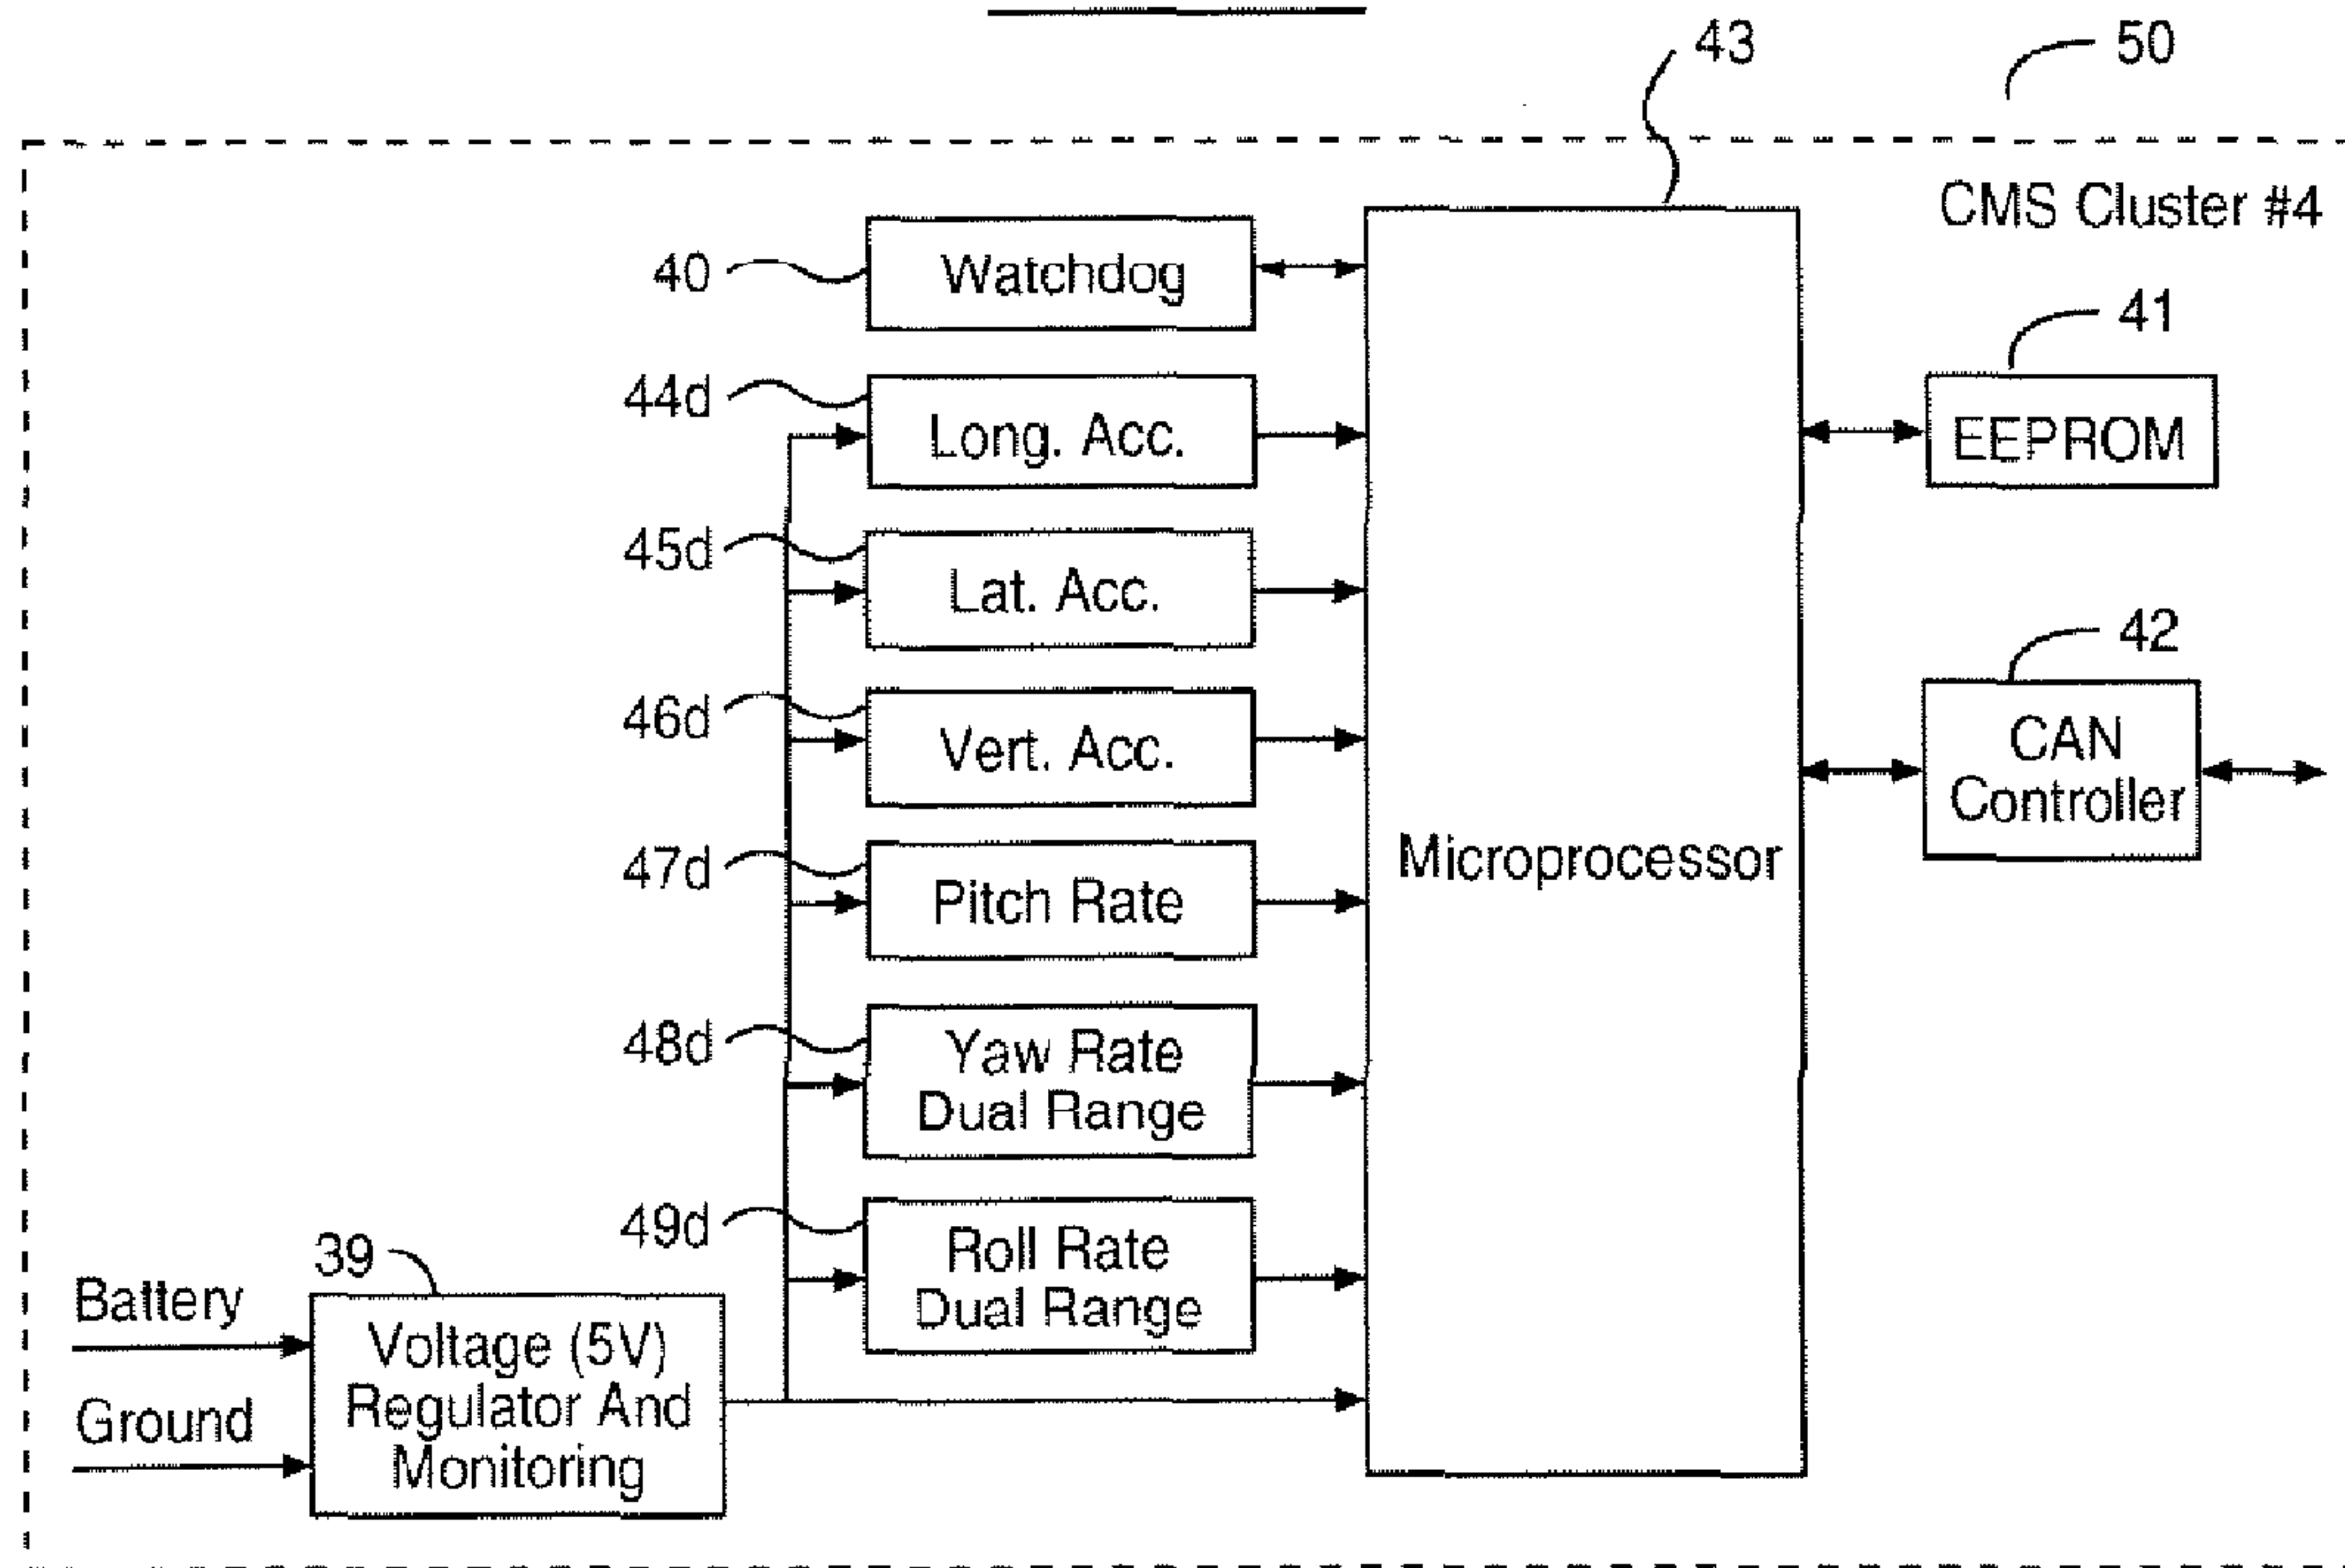 43
50
CMS Cluster #4
40
Watchdog
41
44d
Long. Acc.
EEPROM
45d
Lat. Acc.
42
46d
Vert. Acc.
CAN
Controller
47d
Pitch Rate
Microprocessor
48d
Yaw Rate
Dual Range
49d
Roll Rate
Dual Range
39
Battery
Ground
Voltage (5V)
Regulator And
Monitoring